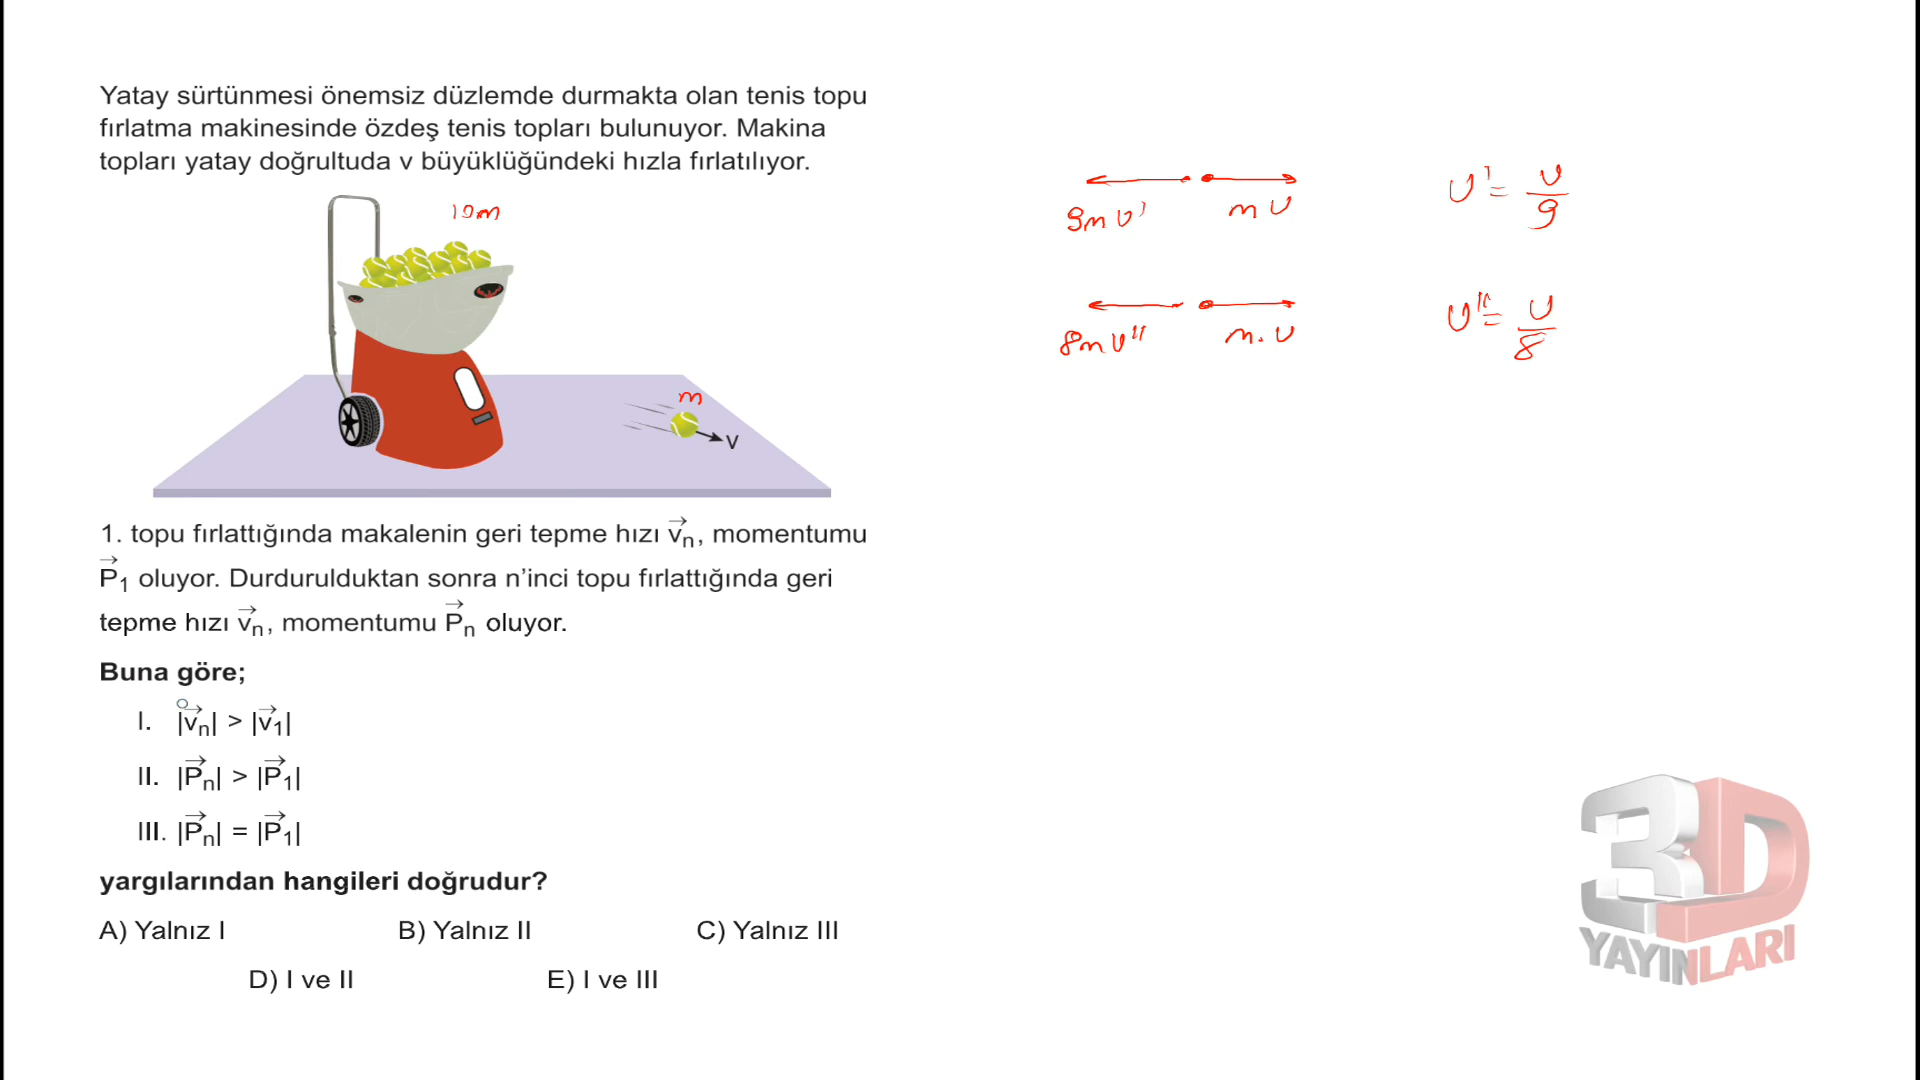 Yatay sürtünmesi önemsiz düzlemde durmakta olan tenis topu
fırlatma makinesinde özdeş tenis topları bulunuyor. Makina
topları yatay doğrultuda v büyüklüğündeki hızla fırlatılıyor.
10m
m
v
1. topu fırlattığında makalenin geri tepme hızı v⃗n, momentumu
P⃗1 oluyor. Durdurulduktan sonra n’inci topu fırlattığında geri
tepme hızı v⃗n, momentumu P⃗n oluyor.
Buna göre;
I. |v⃗n| > |v⃗1|
II. |P⃗n| > |P⃗1|
III. |P⃗n| = |P⃗1|
yargılarından hangileri doğrudur?
A) Yalnız I B) Yalnız II C) Yalnız III
D) I ve II E) I ve III
9mυ' mυ υ' = υ/9
8mυ'' m.υ υ'' = υ/8
3D
YAYINLARI